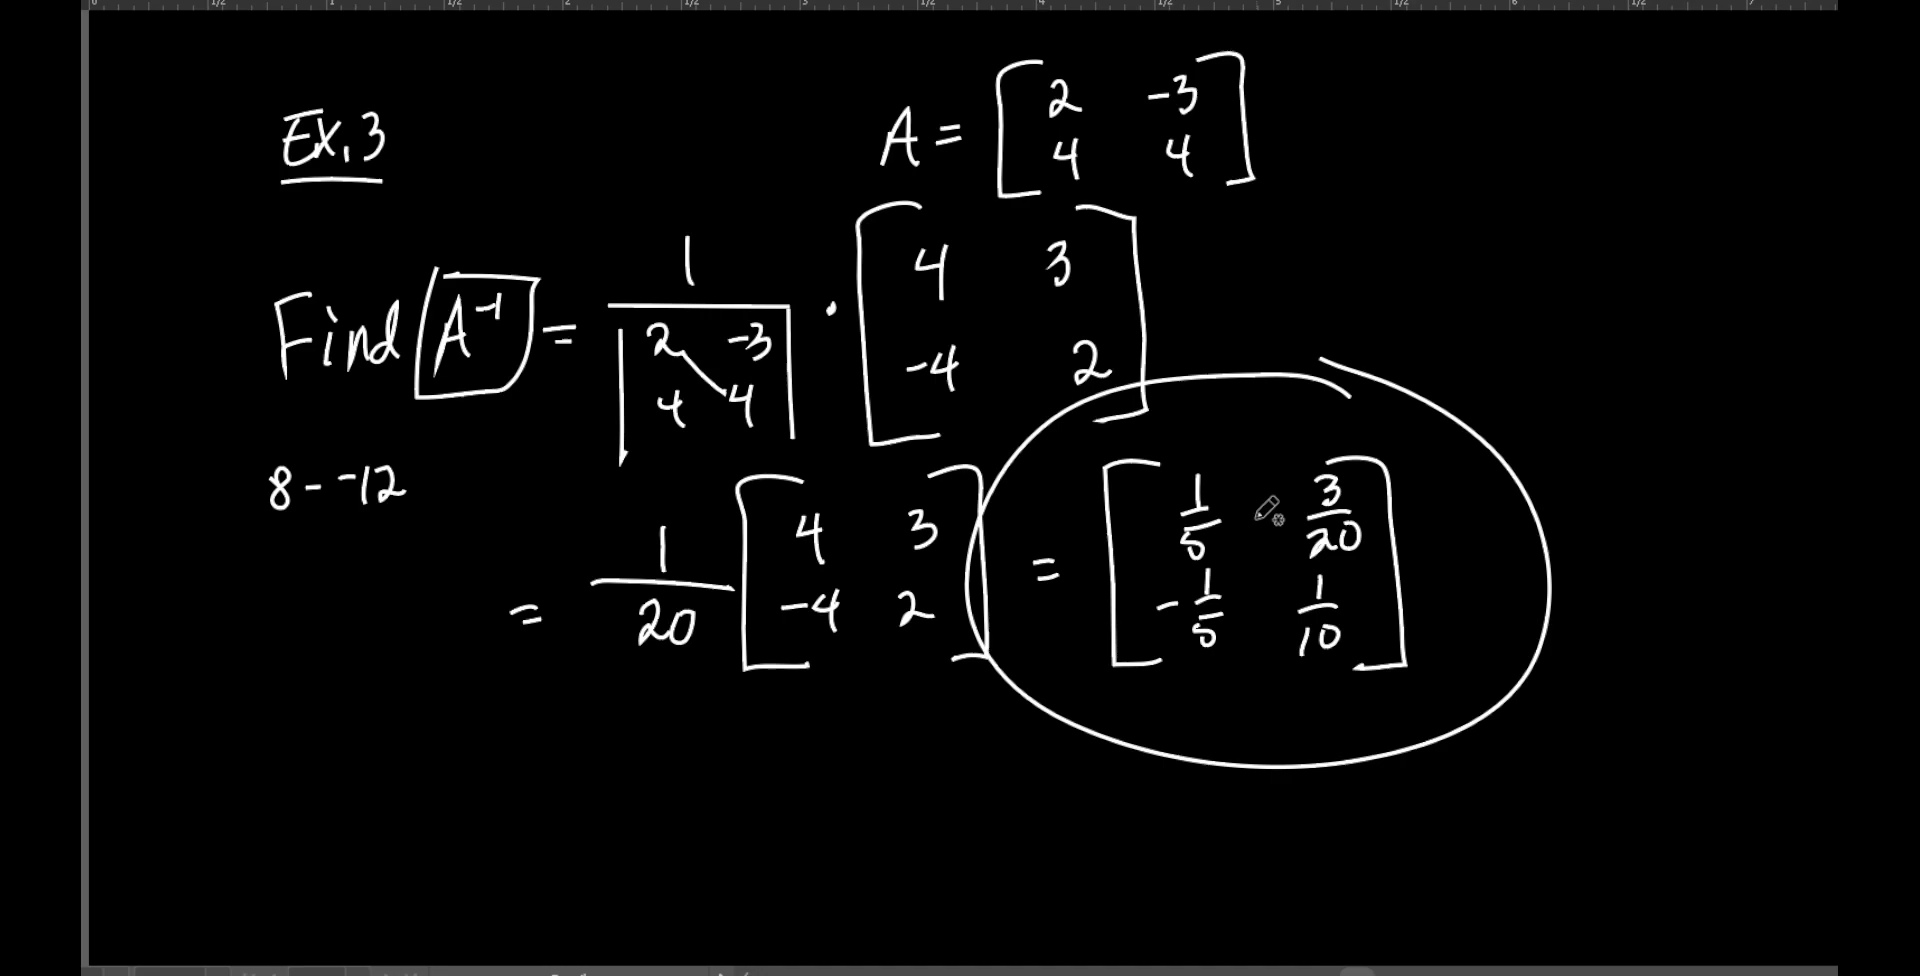 Ex. 3
A = [ 2 -3
4 4 ]
Find A⁻¹ = 1 / | 2 -3
4 4 | · [ 4 3
-4 2 ]
8 - -12
= 1/20 [ 4 3
-4 2 ] = [ 1/5 3/20
-1/5 1/10 ]